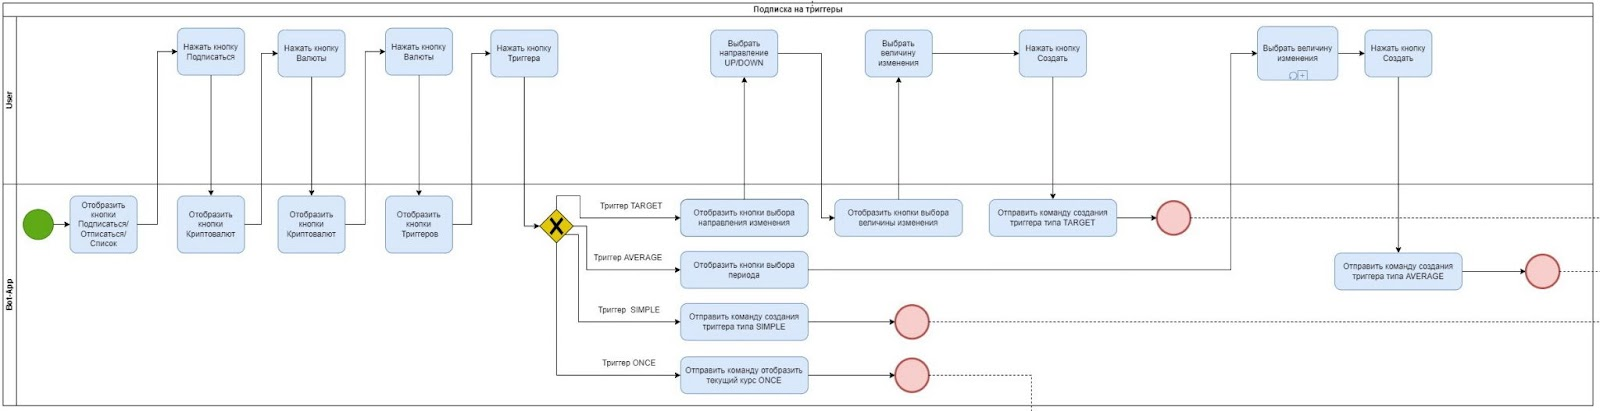 Подписка на триггеры
User
Нажать кнопку
Подписаться
Нажать кнопку
Валюты
Нажать кнопку
Валюты
Нажать кнопку
Триггера
Выбрать
направление
UP/DOWN
Выбрать
величину
изменения
Нажать кнопку
Создать
Выбрать величину
изменения
Нажать кнопку
Создать
Bot-App
Отобразить
кнопки
Подписаться/
Отписаться/
Список
Отобразить
кнопки
Криптовалют
Отобразить
кнопки
Криптовалют
Отобразить
кнопки
Триггеров
Триггер TARGET
Отобразить кнопки выбора
направления изменения
Отобразить кнопки выбора
величины изменения
Отправить команду создания
триггера типа TARGET
Триггер AVERAGE
Отобразить кнопки выбора
периода
Отправить команду создания
триггера типа AVERAGE
Триггер SIMPLE
Отправить команду создания
триггера типа SIMPLE
Триггер ONCE
Отправить команду отобразить
текущий курс ONCE